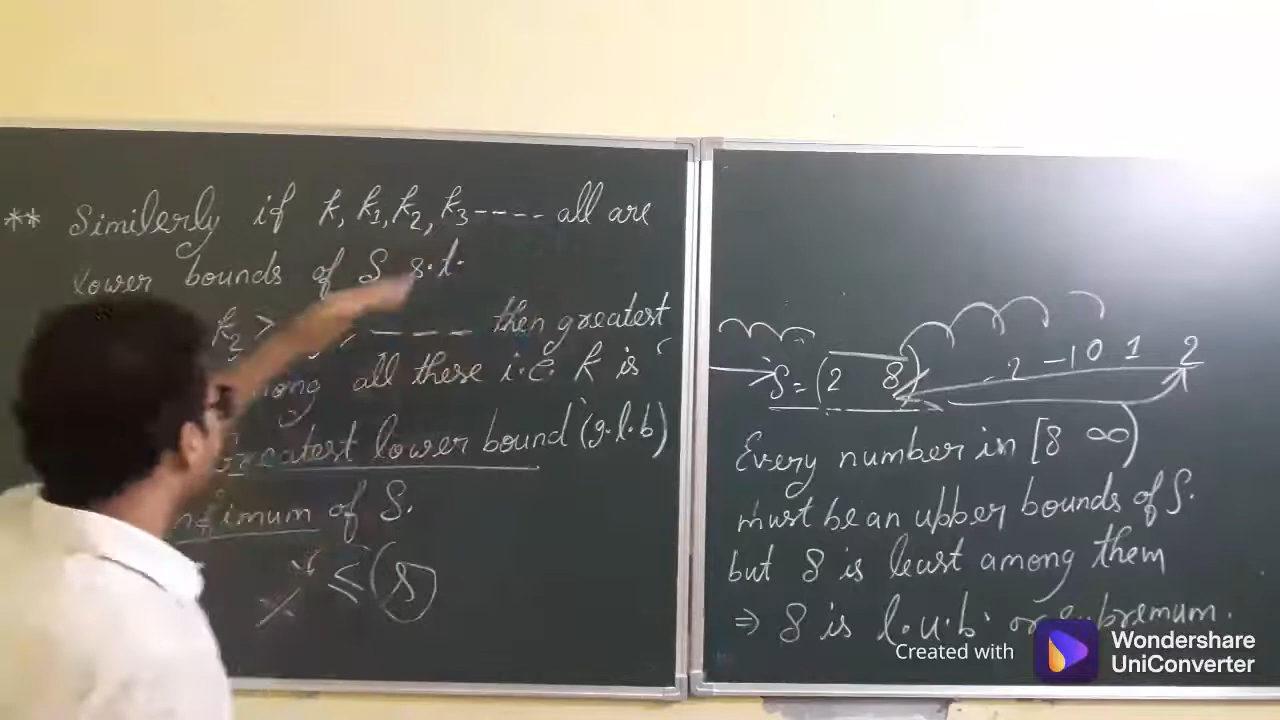 ** Similerly if k, k1, k2, k3---- all are
lower bounds of S s.t.
k2 > ---- then greatest
among all these i.e. k is
greatest lower bound (g.l.b)
infimum of S.
≤ (8)
S = (2 8) -2 -1 0 1 2
Every number in [8 ∞)
must be an upper bounds of S.
but 8 is least among them
⇒ 8 is l.u.b. or supremum.
Created with
Wondershare
UniConverter